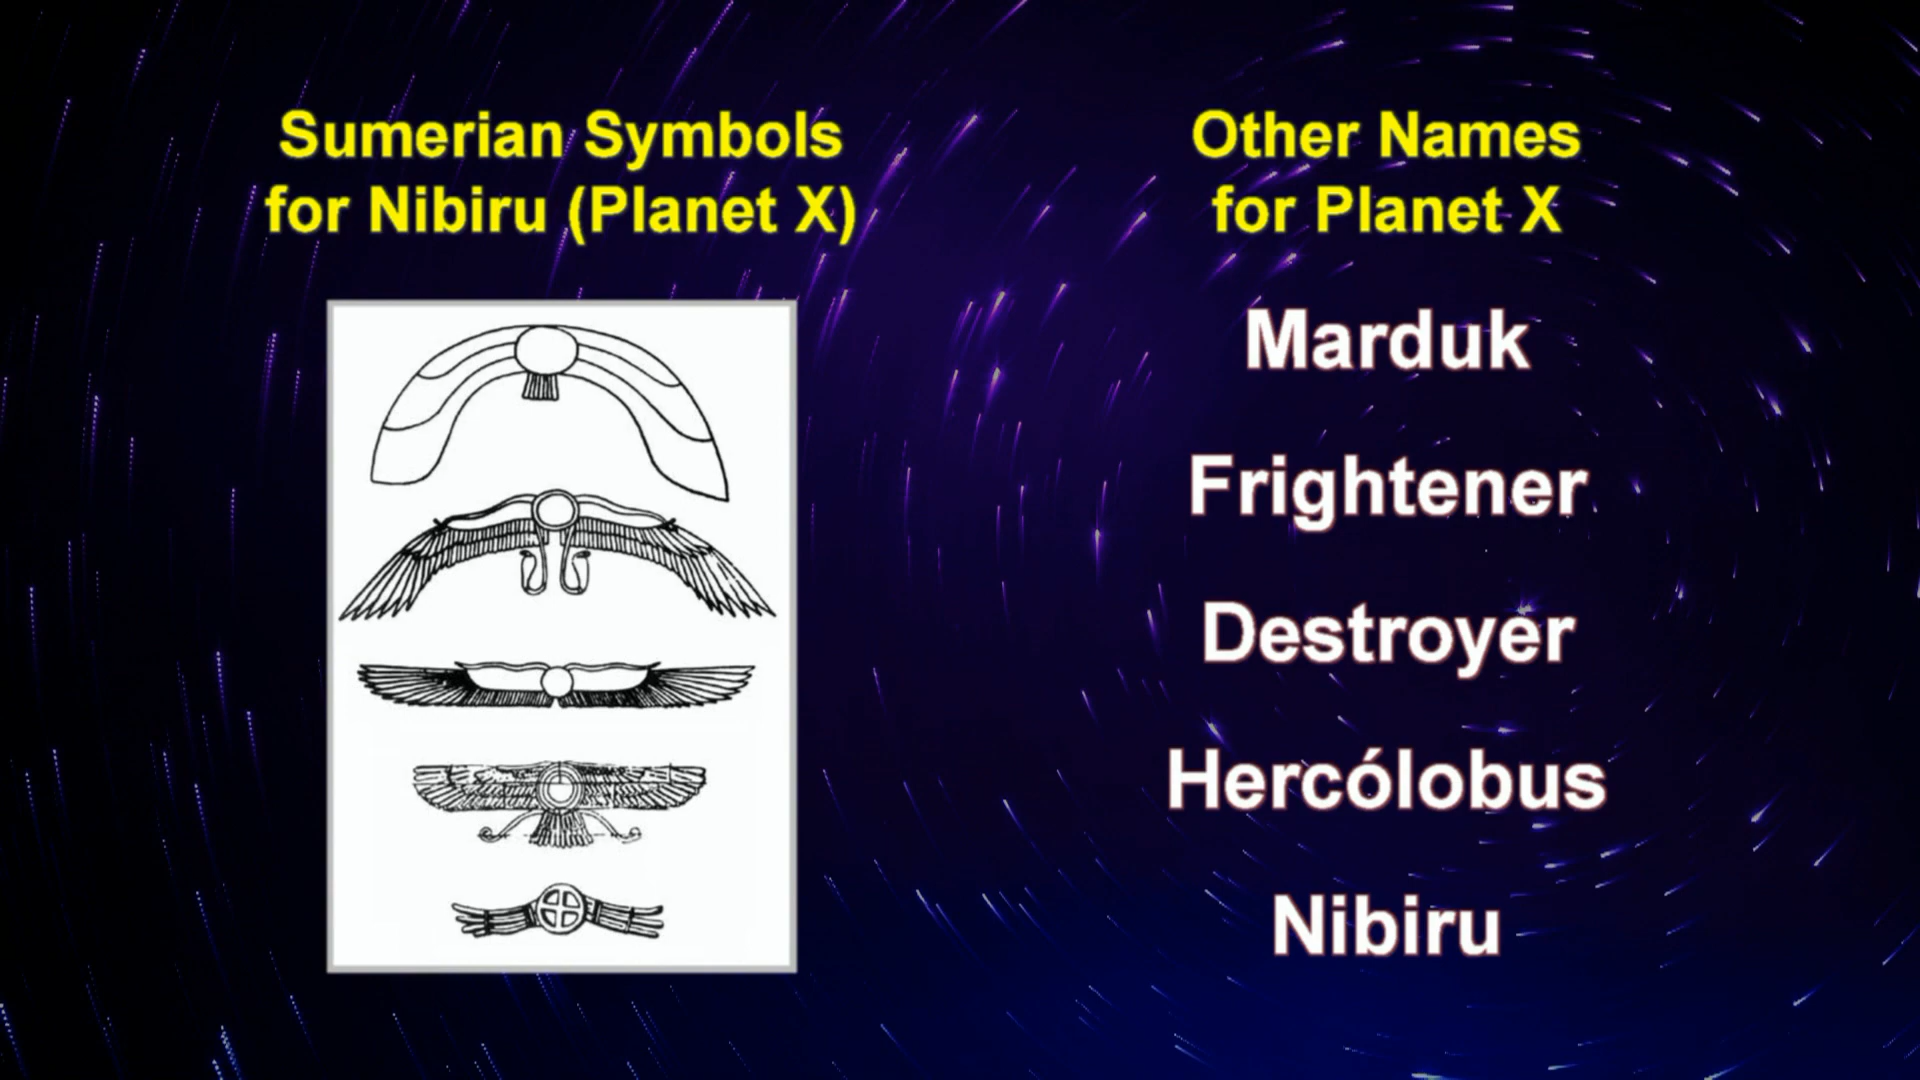 Sumerian Symbols
for Nibiru (Planet X)
Other Names
for Planet X
Marduk
Frightener
Destroyer
Hercólobus
Nibiru